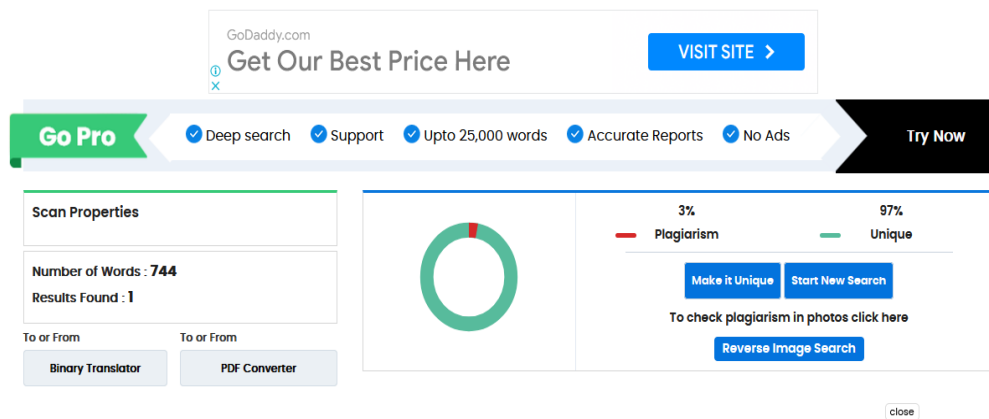 GoDaddy.com
Get Our Best Price Here
VISIT SITE
Go Pro
Deep search Support Upto 25,000 words Accurate Reports No Ads
Try Now
Scan Properties
Number of Words : 744
Results Found : 1
To or From To or From
Binary Translator PDF Converter
3% 97%
Plagiarism Unique
Make it Unique Start New Search
To check plagiarism in photos click here
Reverse Image Search
close